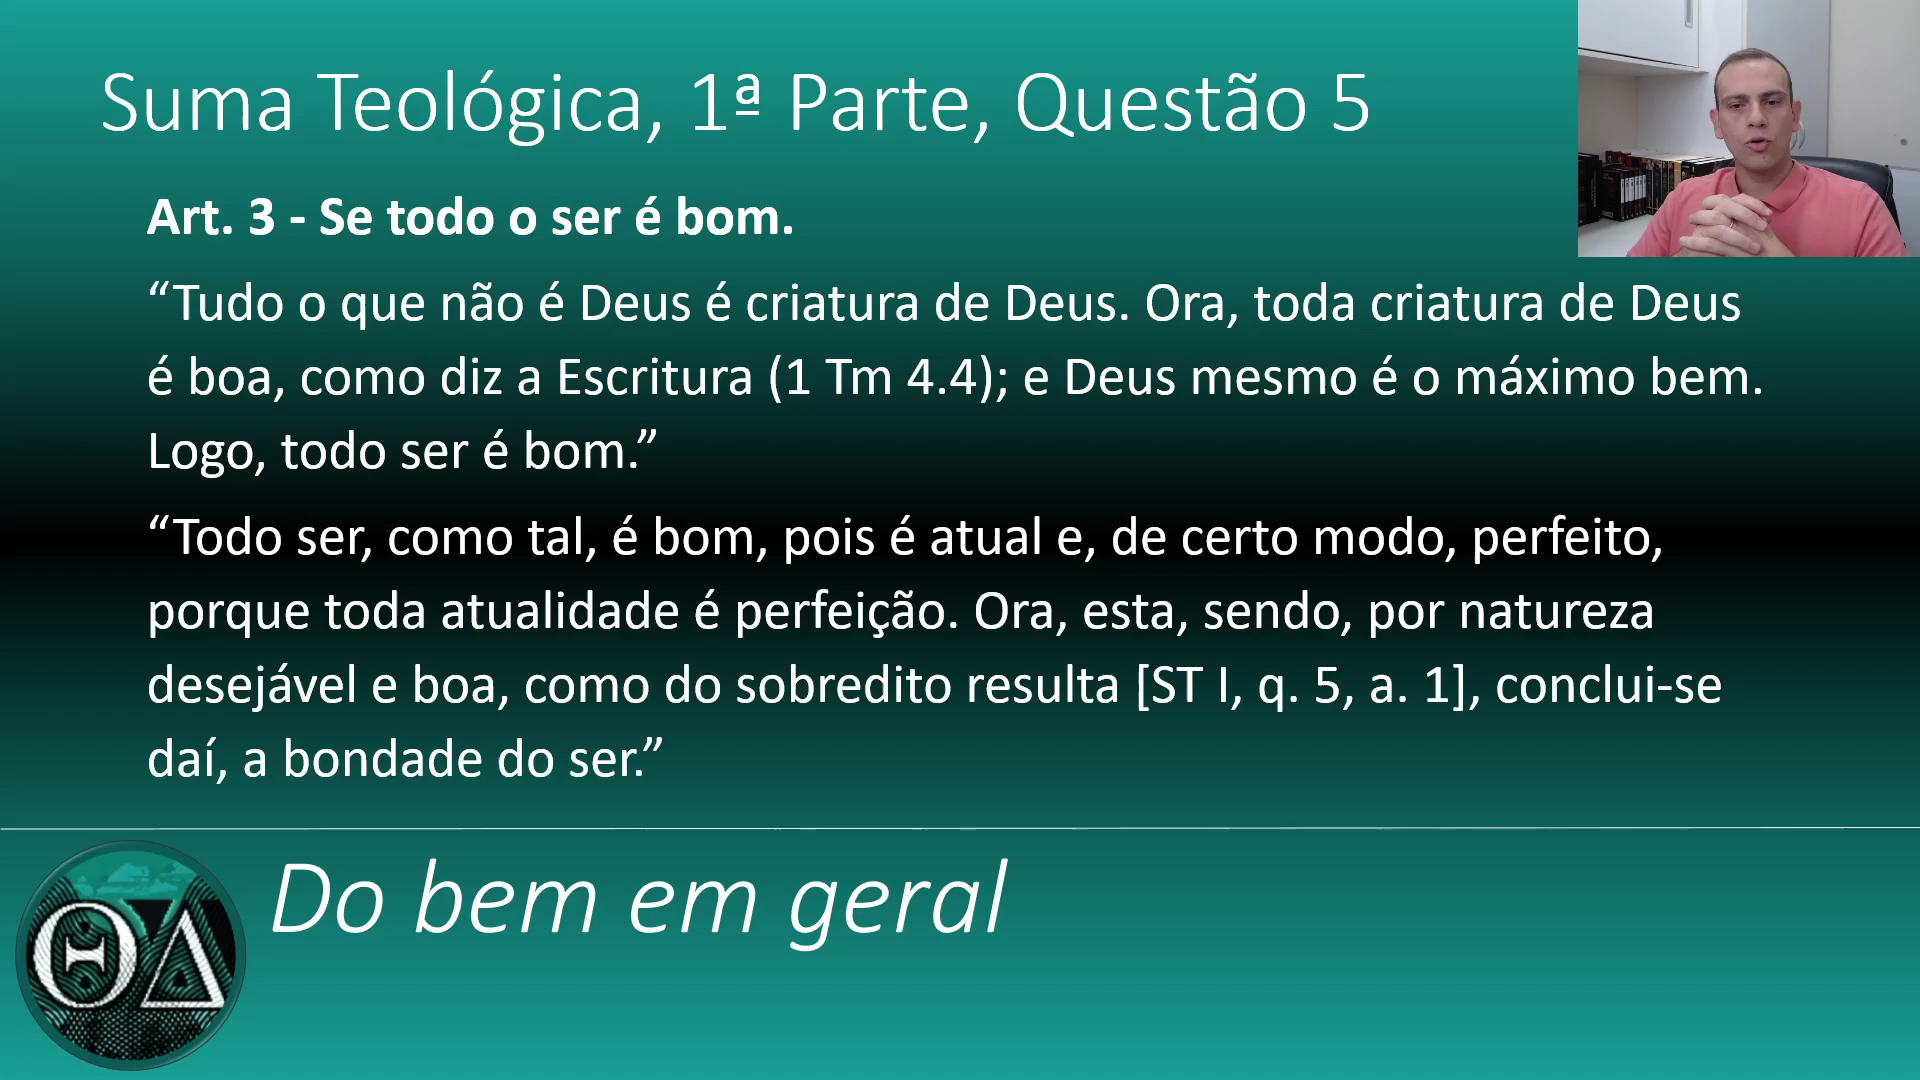 Suma Teológica, 1ª Parte, Questão 5
Art. 3 - Se todo o ser é bom.
“Tudo o que não é Deus é criatura de Deus. Ora, toda criatura de Deus
é boa, como diz a Escritura (1 Tm 4.4); e Deus mesmo é o máximo bem.
Logo, todo ser é bom.”
“Todo ser, como tal, é bom, pois é atual e, de certo modo, perfeito,
porque toda atualidade é perfeição. Ora, esta, sendo, por natureza
desejável e boa, como do sobredito resulta [ST I, q. 5, a. 1], conclui-se
daí, a bondade do ser.”
Do bem em geral
ΘΔ